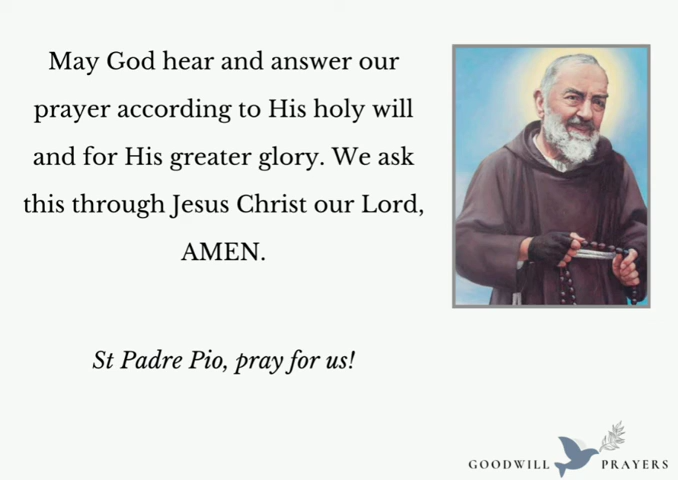 May God hear and answer our
prayer according to His holy will
and for His greater glory. We ask
this through Jesus Christ our Lord,
AMEN.
St Padre Pio, pray for us!
GOODWILL PRAYERS